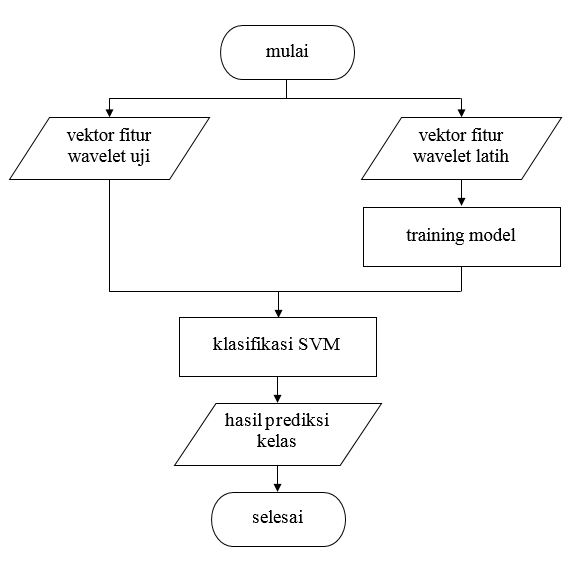 mulai
vektor fitur
wavelet uji
vektor fitur
wavelet latih
training model
klasifikasi SVM
hasil prediksi
kelas
selesai